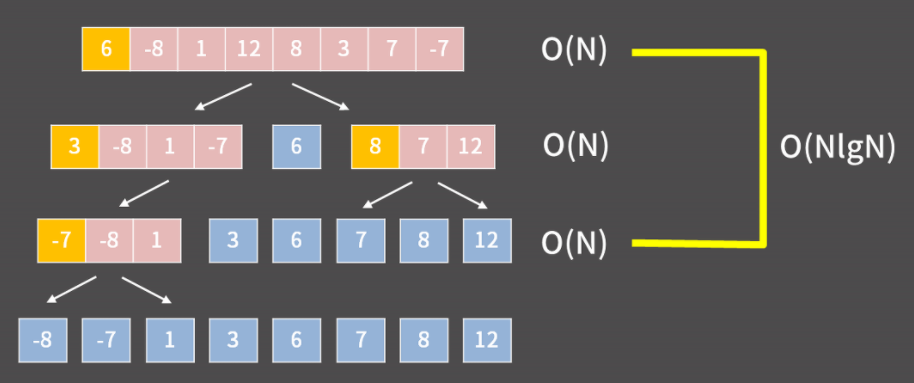 6 -8 1 12 8 3 7 -7 O(N)
3 -8 1 -7 6 8 7 12 O(N) O(NlgN)
-7 -8 1 3 6 7 8 12 O(N)
-8 -7 1 3 6 7 8 12